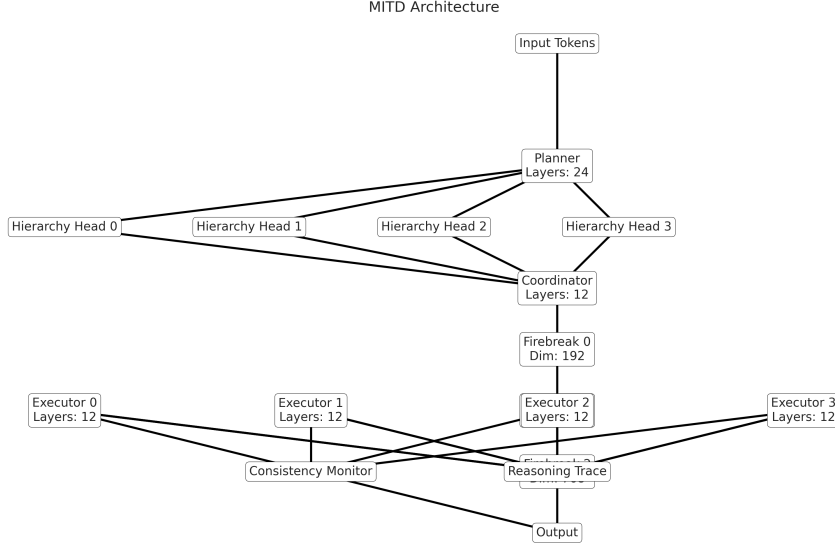 MITD Architecture
Input Tokens
Planner
Layers: 24
Hierarchy Head 0
Hierarchy Head 1
Hierarchy Head 2
Hierarchy Head 3
Coordinator
Layers: 12
Firebreak 0
Dim: 192
Executor 0
Layers: 12
Executor 1
Layers: 12
Executor 2
Layers: 12
Executor 3
Layers: 12
Consistency Monitor
Reasoning Trace
Output